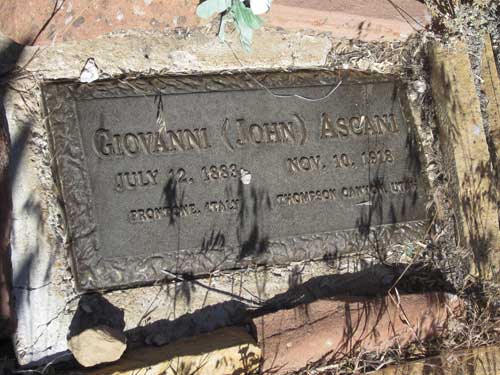 GIOVANNI (JOHN) ASCANI
JULY 12, 1883 NOV. 10, 1918
FRONTONE, ITALY THOMPSON CANYON UTAH